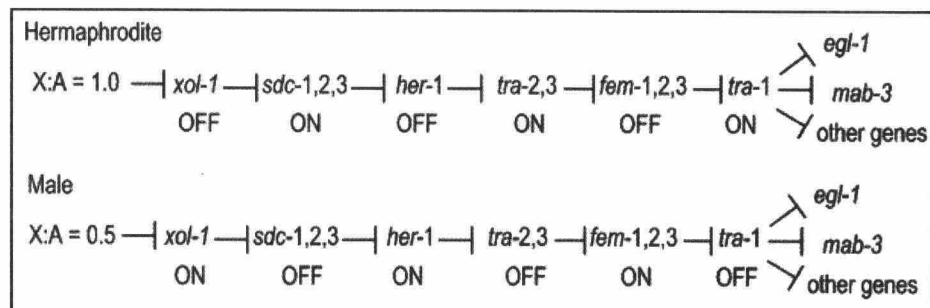 Hermaphrodite
egl-1
X:A = 1.0 xol-1 sdc-1,2,3 her-1 tra-2,3 fem-1,2,3 tra-1 mab-3
OFF ON OFF ON OFF ON other genes
Male
egl-1
X:A = 0.5 xol-1 sdc-1,2,3 her-1 tra-2,3 fem-1,2,3 tra-1 mab-3
ON OFF ON OFF ON OFF other genes